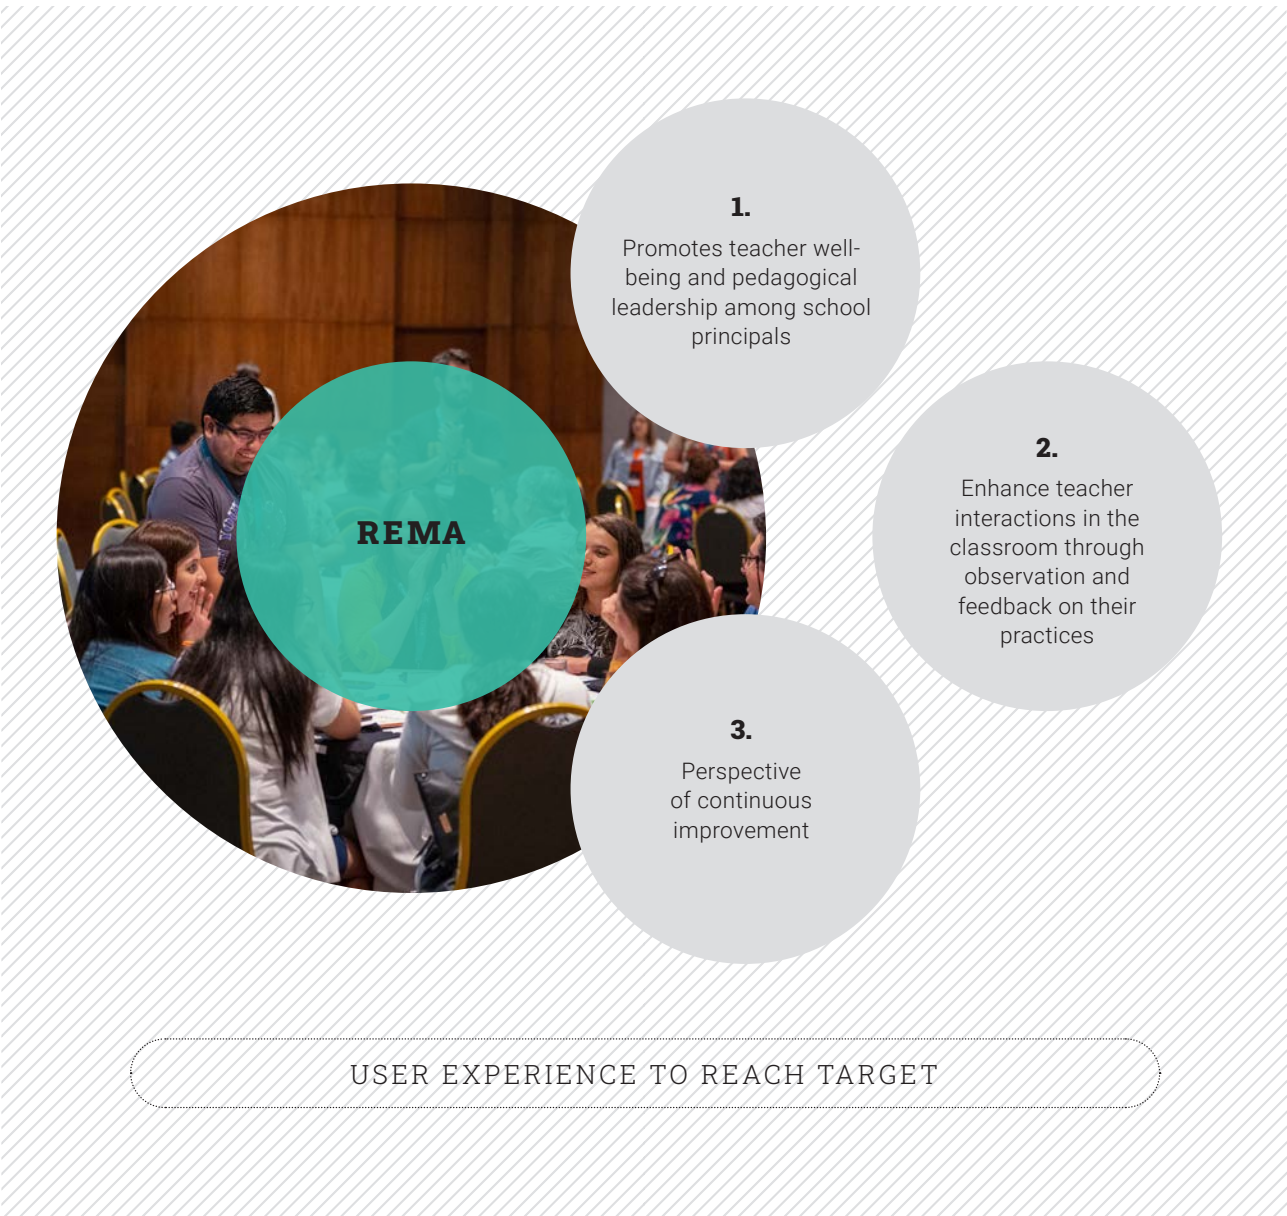 1.
Promotes teacher well-
being and pedagogical
leadership among school
principals
2.
Enhance teacher
interactions in the
classroom through
observation and
feedback on their
practices
REMA
3.
Perspective
of continuous
improvement
USER EXPERIENCE TO REACH TARGET